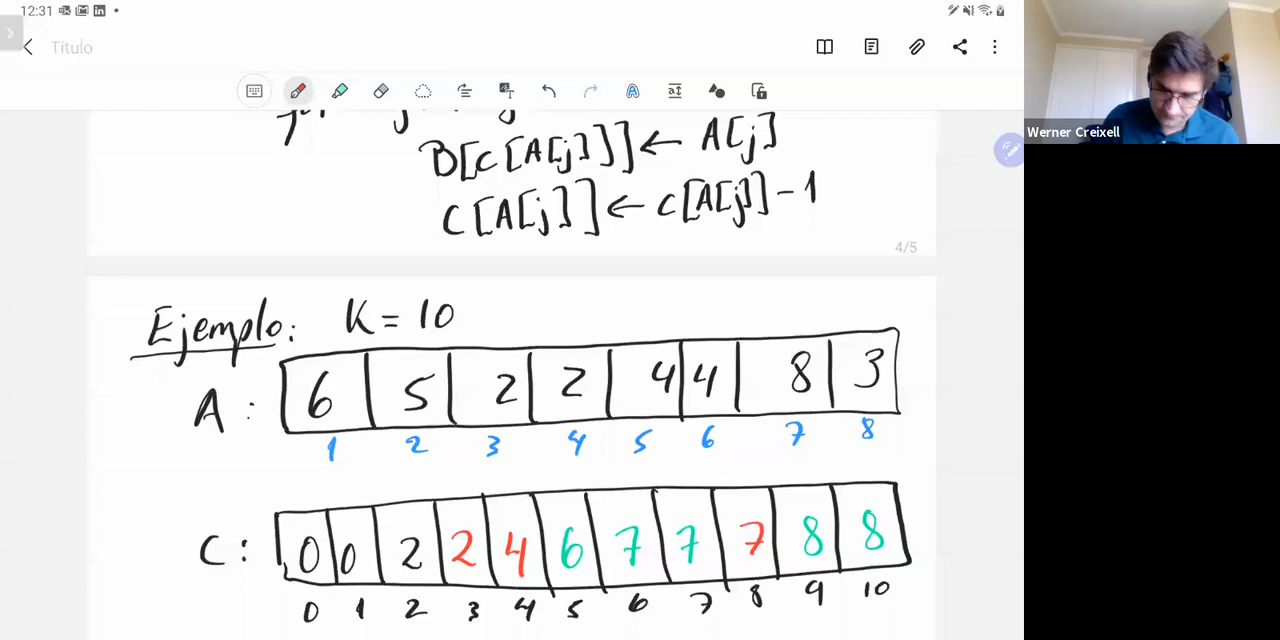 12:31
Título
Werner Creixell
B[C[A[j]]] ← A[j]
C[A[j]] ← C[A[j]] - 1
4/5
Ejemplo: K = 10
A: 6 5 2 2 4 4 8 3
1 2 3 4 5 6 7 8
C: 0 0 2 2 4 6 7 7 7 8 8
0 1 2 3 4 5 6 7 8 9 10